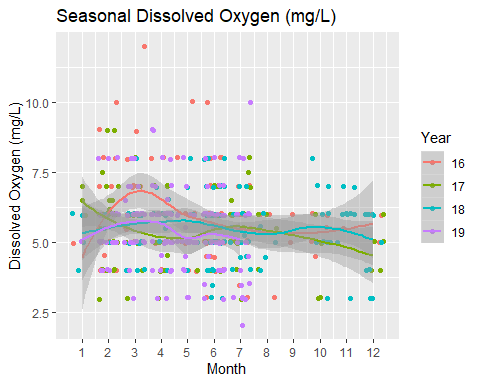 Seasonal Dissolved Oxygen (mg/L)
Dissolved Oxygen (mg/L)
10.0
7.5
5.0
2.5
1 2 3 4 5 6 7 8 9 10 11 12
Month
Year
16
17
18
19